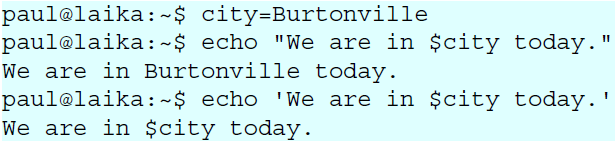 paul@laika:~$ city=Burtonville
paul@laika:~$ echo "We are in $city today."
We are in Burtonville today.
paul@laika:~$ echo 'We are in $city today.'
We are in $city today.